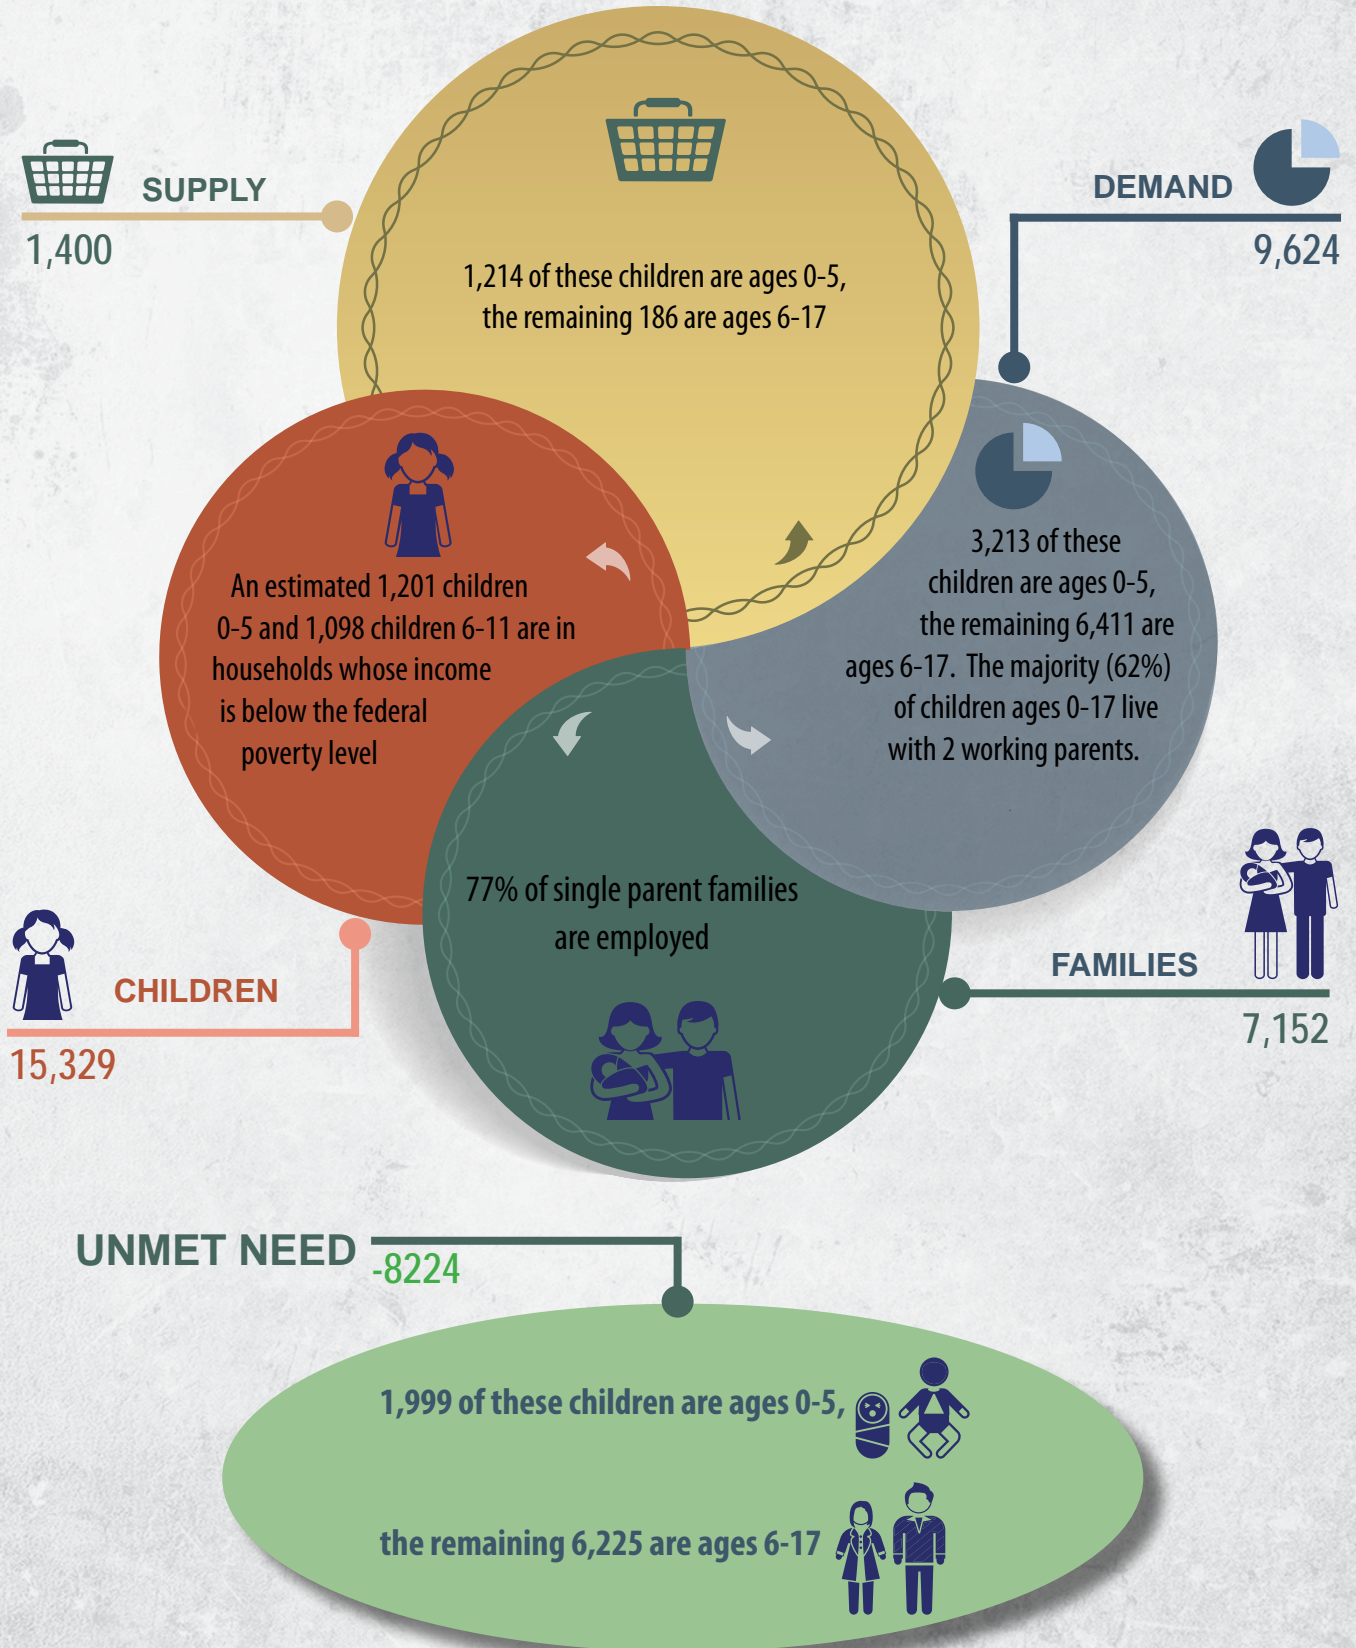 SUPPLY
1,400
DEMAND
9,624
1,214 of these children are ages 0-5,
the remaining 186 are ages 6-17
3,213 of these
children are ages 0-5,
the remaining 6,411 are
ages 6-17. The majority (62%)
of children ages 0-17 live
with 2 working parents.
An estimated 1,201 children
0-5 and 1,098 children 6-11 are in
households whose income
is below the federal
poverty level
77% of single parent families
are employed
CHILDREN
15,329
FAMILIES
7,152
UNMET NEED
-8224
1,999 of these children are ages 0-5,
the remaining 6,225 are ages 6-17